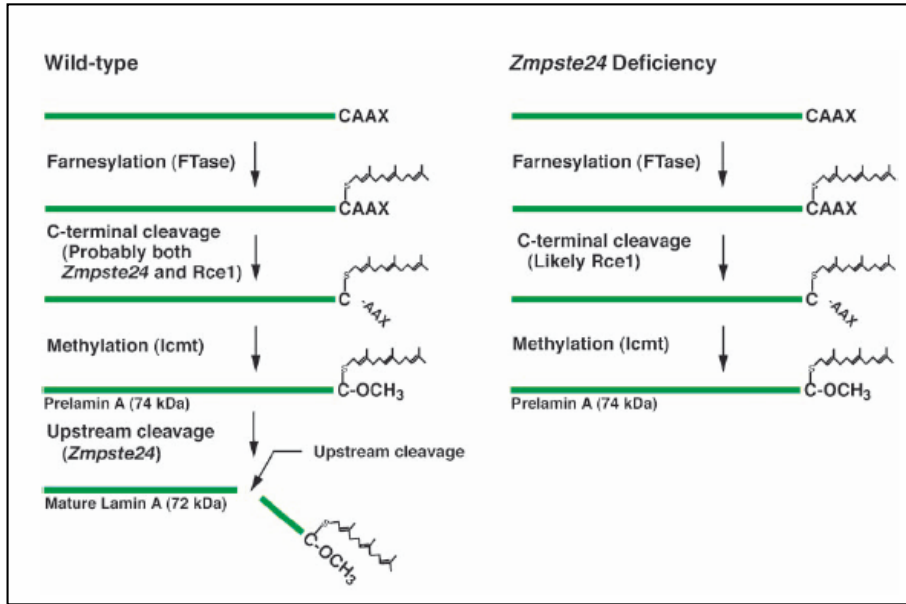 Wild-type
CAAX
Farnesylation (FTase)
S
CAAX
C-terminal cleavage
(Probably both
Zmpste24 and Rce1)
S
C -AAX
Methylation (Icmt)
S
C-OCH3
Prelamin A (74 kDa)
Upstream cleavage
(Zmpste24)
Upstream cleavage
Mature Lamin A (72 kDa)
S
C-OCH3
Zmpste24 Deficiency
CAAX
Farnesylation (FTase)
S
CAAX
C-terminal cleavage
(Likely Rce1)
S
C -AAX
Methylation (Icmt)
S
C-OCH3
Prelamin A (74 kDa)